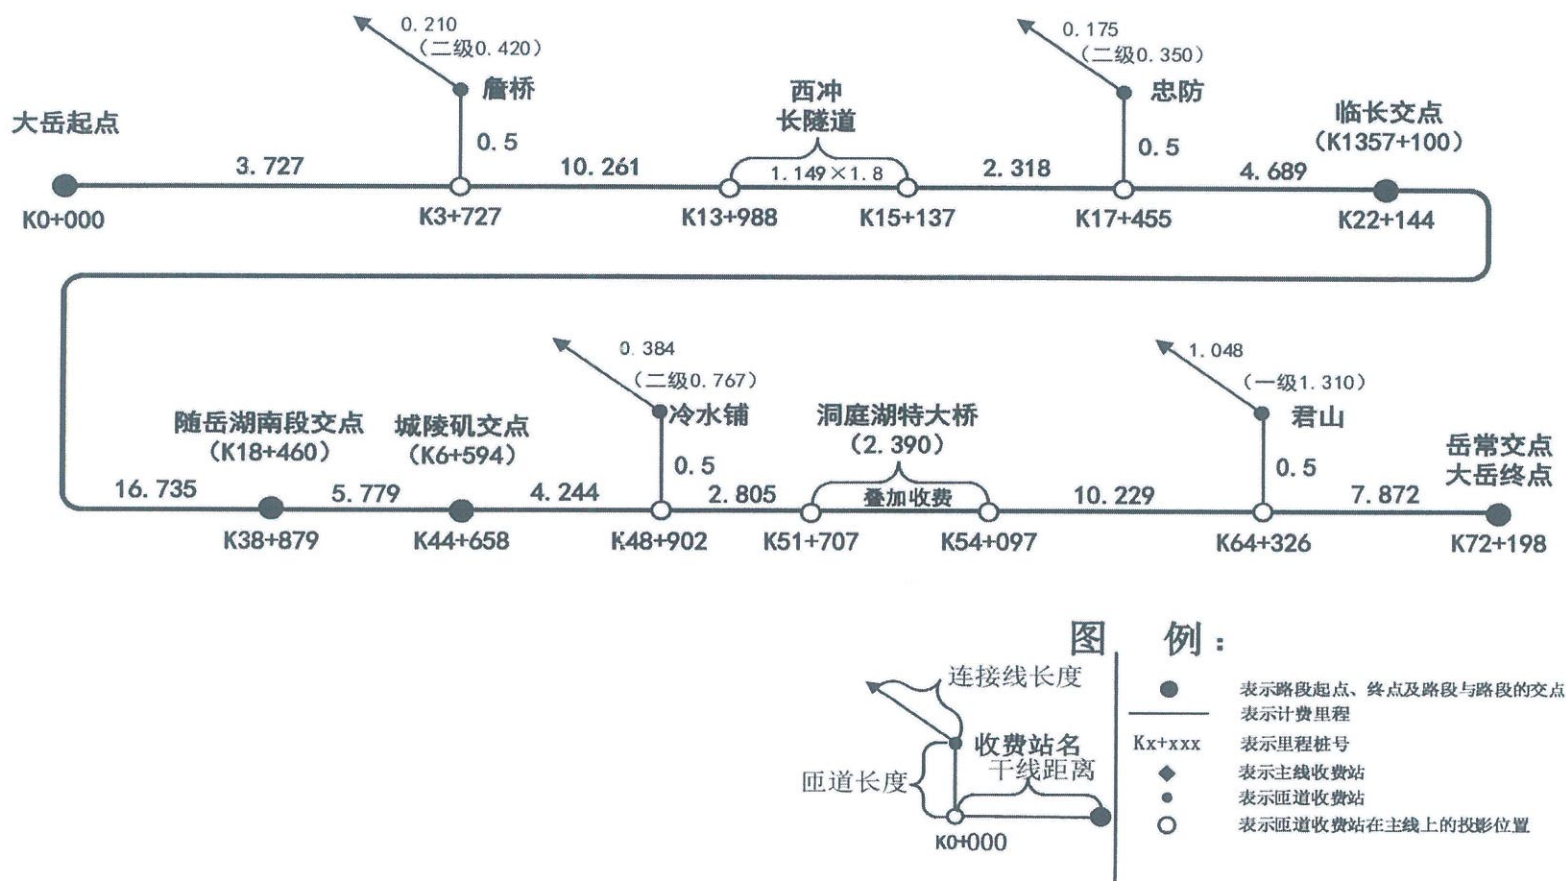 0.210
(二级0.420)
詹桥
0.5
0.175
(二级0.350)
忠防
0.5
西冲
长隧道
1.149×1.8
临长交点
(K1357+100)
大岳起点
3.727
10.261
2.318
4.689
K0+000
K3+727
K13+988
K15+137
K17+455
K22+144
0.384
(二级0.767)
冷水铺
0.5
1.048
(一级1.310)
君山
0.5
随岳湖南段交点
(K18+460)
城陵矶交点
(K6+594)
洞庭湖特大桥
(2.390)
叠加收费
岳常交点
大岳终点
16.735
5.779
4.244
2.805
10.229
7.872
K38+879
K44+658
K48+902
K51+707
K54+097
K64+326
K72+198
图 例:
连接线长度
收费站名
匝道长度
干线距离
K0+000
表示路段起点、终点及路段与路段的交点
表示计费里程
Kx+xxx 表示里程桩号
表示主线收费站
表示匝道收费站
表示匝道收费站在主线上的投影位置